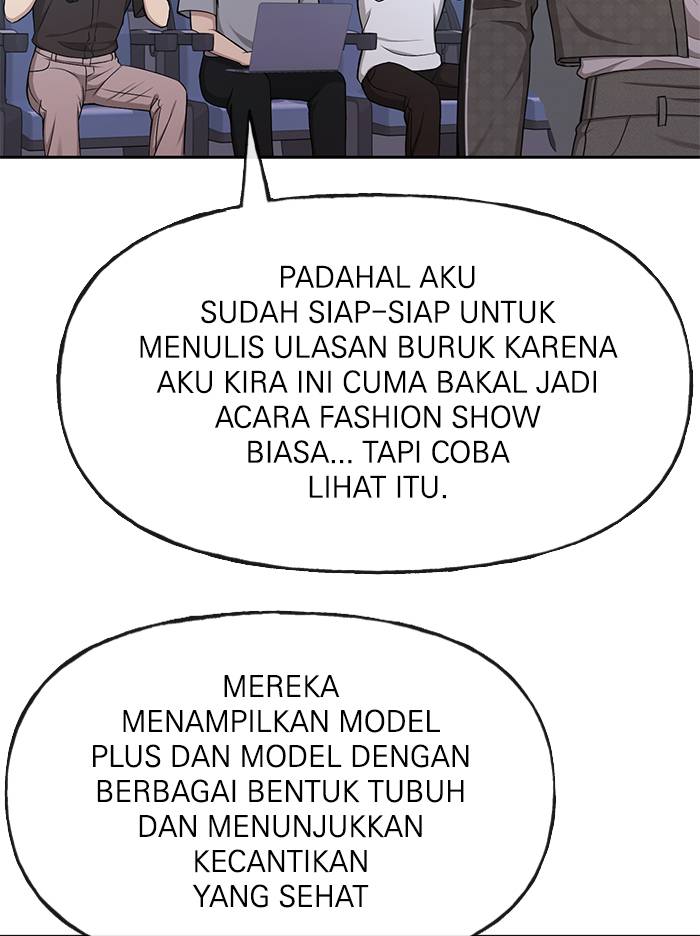 PADAHAL AKU
SUDAH SIAP-SIAP UNTUK
MENULIS ULASAN BURUK KARENA
AKU KIRA INI CUMA BAKAL JADI
ACARA FASHION SHOW
BIASA... TAPI COBA
LIHAT ITU.
MEREKA
MENAMPILKAN MODEL
PLUS DAN MODEL DENGAN
BERBAGAI BENTUK TUBUH
DAN MENUNJUKKAN
KECANTIKAN
YANG SEHAT